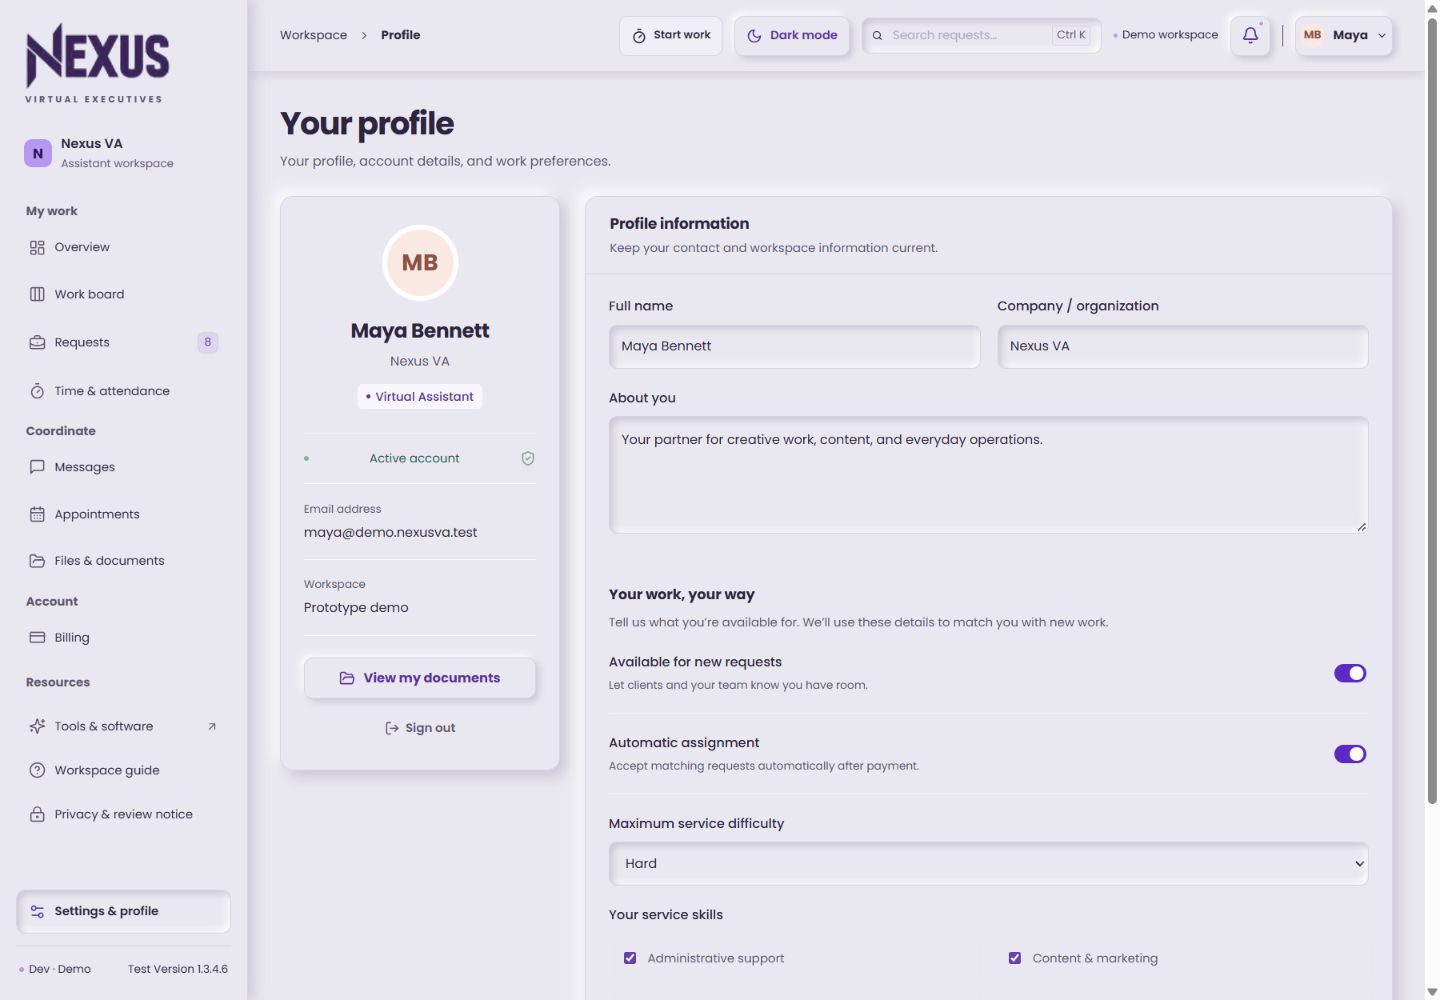 NEXUS
VIRTUAL EXECUTIVES
N
Nexus VA
Assistant workspace
My work
Overview
Work board
Requests 8
Time & attendance
Coordinate
Messages
Appointments
Files & documents
Account
Billing
Resources
Tools & software
Workspace guide
Privacy & review notice
Settings & profile
Dev · Demo Test Version 1.3.4.6
Workspace > Profile
Start work
Dark mode
Search requests... Ctrl K
Demo workspace
MB Maya
Your profile
Your profile, account details, and work preferences.
MB
Maya Bennett
Nexus VA
Virtual Assistant
Active account
Email address
maya@demo.nexusva.test
Workspace
Prototype demo
View my documents
Sign out
Profile information
Keep your contact and workspace information current.
Full name
Maya Bennett
Company / organization
Nexus VA
About you
Your partner for creative work, content, and everyday operations.
Your work, your way
Tell us what you’re available for. We’ll use these details to match you with new work.
Available for new requests
Let clients and your team know you have room.
Automatic assignment
Accept matching requests automatically after payment.
Maximum service difficulty
Hard
Your service skills
Administrative support
Content & marketing